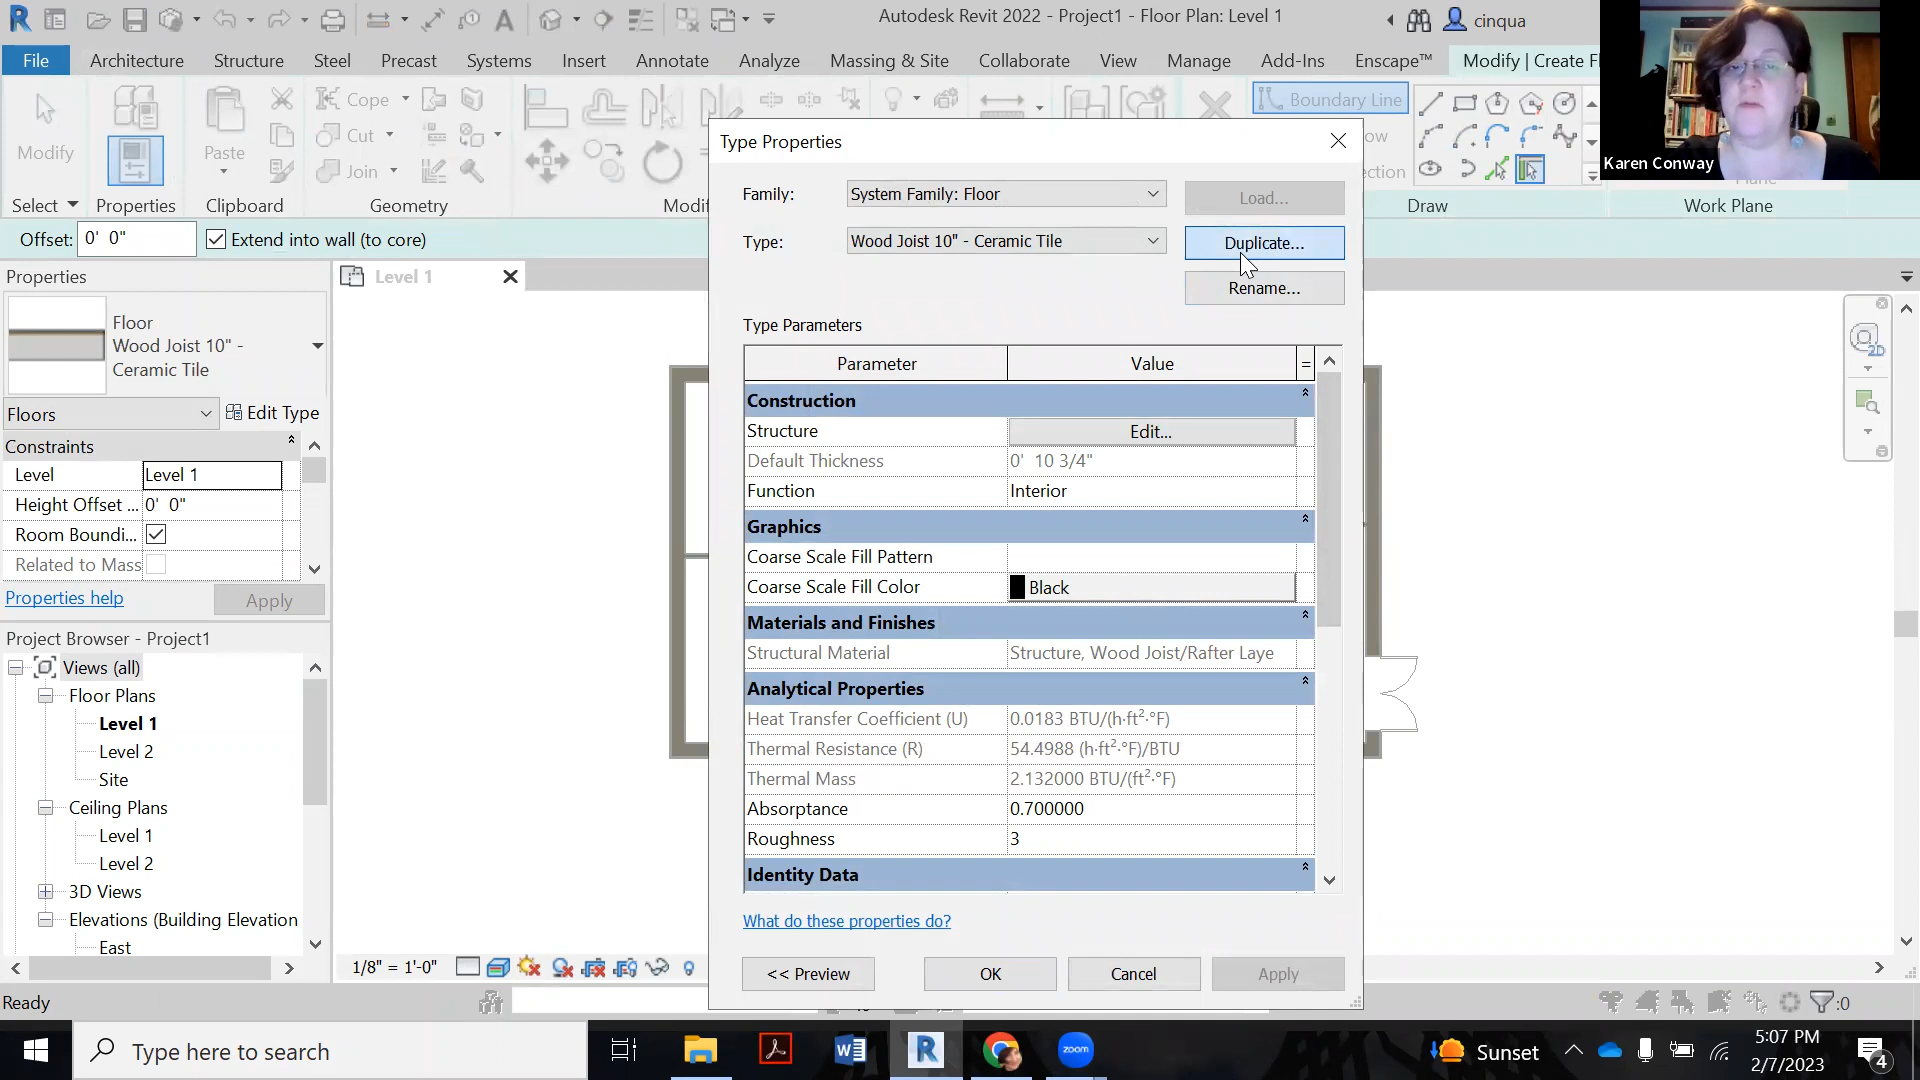 Autodesk Revit 2022 - Project1 - Floor Plan: Level 1
cinqua
File Architecture Structure Steel Precast Systems Insert Annotate Analyze Massing & Site Collaborate View Manage Add-Ins Enscape™ Modify | Create Fl
Modify
Paste
Cope
Cut
Join
Boundary Line
Select Properties Clipboard Geometry
Draw Work Plane
Karen Conway
Offset: 0' 0" Extend into wall (to core)
Properties
Level 1
Floor
Wood Joist 10" -
Ceramic Tile
Floors Edit Type
Constraints
Level Level 1
Height Offset ... 0' 0"
Room Boundi...
Related to Mass
Properties help Apply
Project Browser - Project1
Views (all)
Floor Plans
Level 1
Level 2
Site
Ceiling Plans
Level 1
Level 2
3D Views
Elevations (Building Elevation
East
Type Properties
Family: System Family: Floor Load...
Type: Wood Joist 10" - Ceramic Tile Duplicate...
Rename...
Type Parameters
Parameter Value =
Construction
Structure Edit...
Default Thickness 0' 10 3/4"
Function Interior
Graphics
Coarse Scale Fill Pattern
Coarse Scale Fill Color Black
Materials and Finishes
Structural Material Structure, Wood Joist/Rafter Laye
Analytical Properties
Heat Transfer Coefficient (U) 0.0183 BTU/(h·ft²·°F)
Thermal Resistance (R) 54.4988 (h·ft²·°F)/BTU
Thermal Mass 2.132000 BTU/(ft²·°F)
Absorptance 0.700000
Roughness 3
Identity Data
What do these properties do?
<< Preview OK Cancel Apply
2D
1/8" = 1'-0"
Ready
:0
Type here to search
zoom
Sunset
5:07 PM
2/7/2023
4